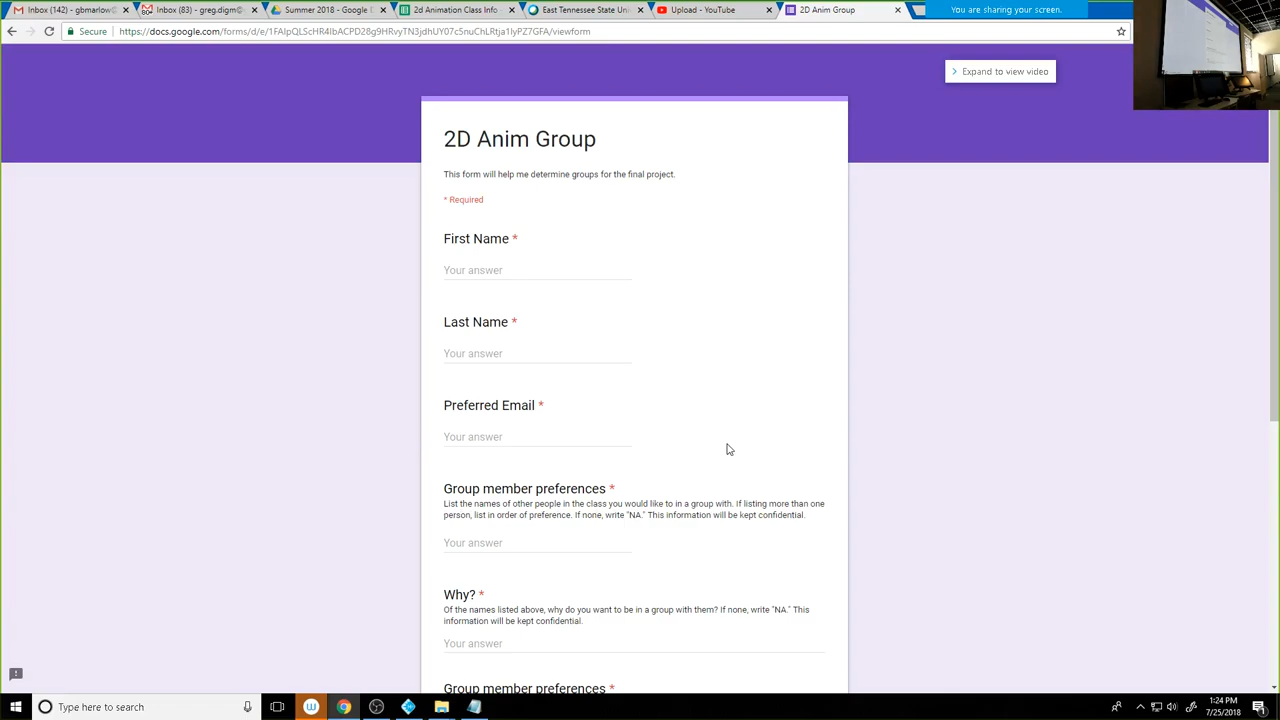 Inbox (142) - gbmarlow@
Inbox (83) - greg.digm@
Summer 2018 - Google D
2d Animation Class Info
East Tennessee State Uni
Upload - YouTube
2D Anim Group
You are sharing your screen.
Secure
https://docs.google.com/forms/d/e/1FAIpQLScHR4IbACPD28g9HRvyTN3jdhUY07c5nuChLRtja1lyPZ7GFA/viewform
Expand to view video
2D Anim Group
This form will help me determine groups for the final project.
* Required
First Name *
Your answer
Last Name *
Your answer
Preferred Email *
Your answer
Group member preferences *
List the names of other people in the class you would like to in a group with. If listing more than one
person, list in order of preference. If none, write "NA." This information will be kept confidential.
Your answer
Why? *
Of the names listed above, why do you want to be in a group with them? If none, write "NA." This
information will be kept confidential.
Your answer
Group member preferences *
Type here to search
1:24 PM
7/25/2018